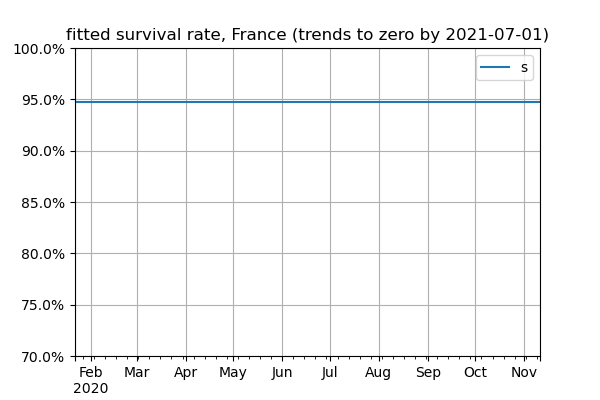 fitted survival rate, France (trends to zero by 2021-07-01)
100.0%
s
95.0%
90.0%
85.0%
80.0%
75.0%
70.0%
Feb Mar Apr May Jun Jul Aug Sep Oct Nov
2020